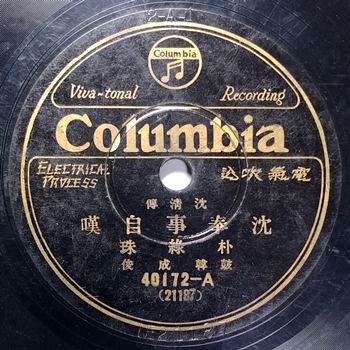 Columbia
Viva-tonal Recording
Columbia
ELECTRICAL
PROCESS
電氣吹込
沈清傳
沈奉事自嘆
朴綠珠
鼓韓成俊
40172-A
(21187)